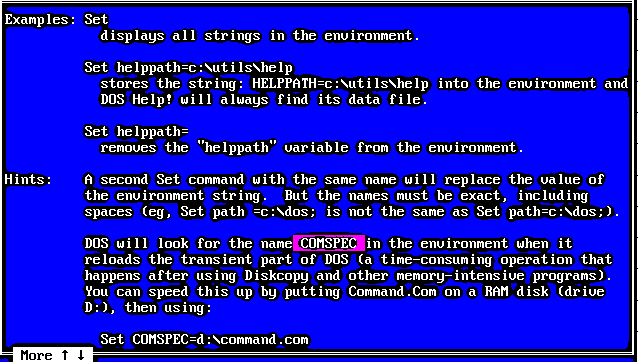 Examples: Set
displays all strings in the environment.
Set helppath=c:\utils\help
stores the string: HELPPATH=c:\utils\help into the environment and
DOS Help! will always find its data file.
Set helppath=
removes the "helppath" variable from the environment.
Hints: A second Set command with the same name will replace the value of
the environment string. But the names must be exact, including
spaces (eg, Set path =c:\dos; is not the same as Set path=c:\dos;).
DOS will look for the name COMSPEC in the environment when it
reloads the transient part of DOS (a time-consuming operation that
happens after using Diskcopy and other memory-intensive programs).
You can speed this up by putting Command.Com on a RAM disk (drive
D:), then using:
Set COMSPEC=d:\command.com
More ↑ ↓